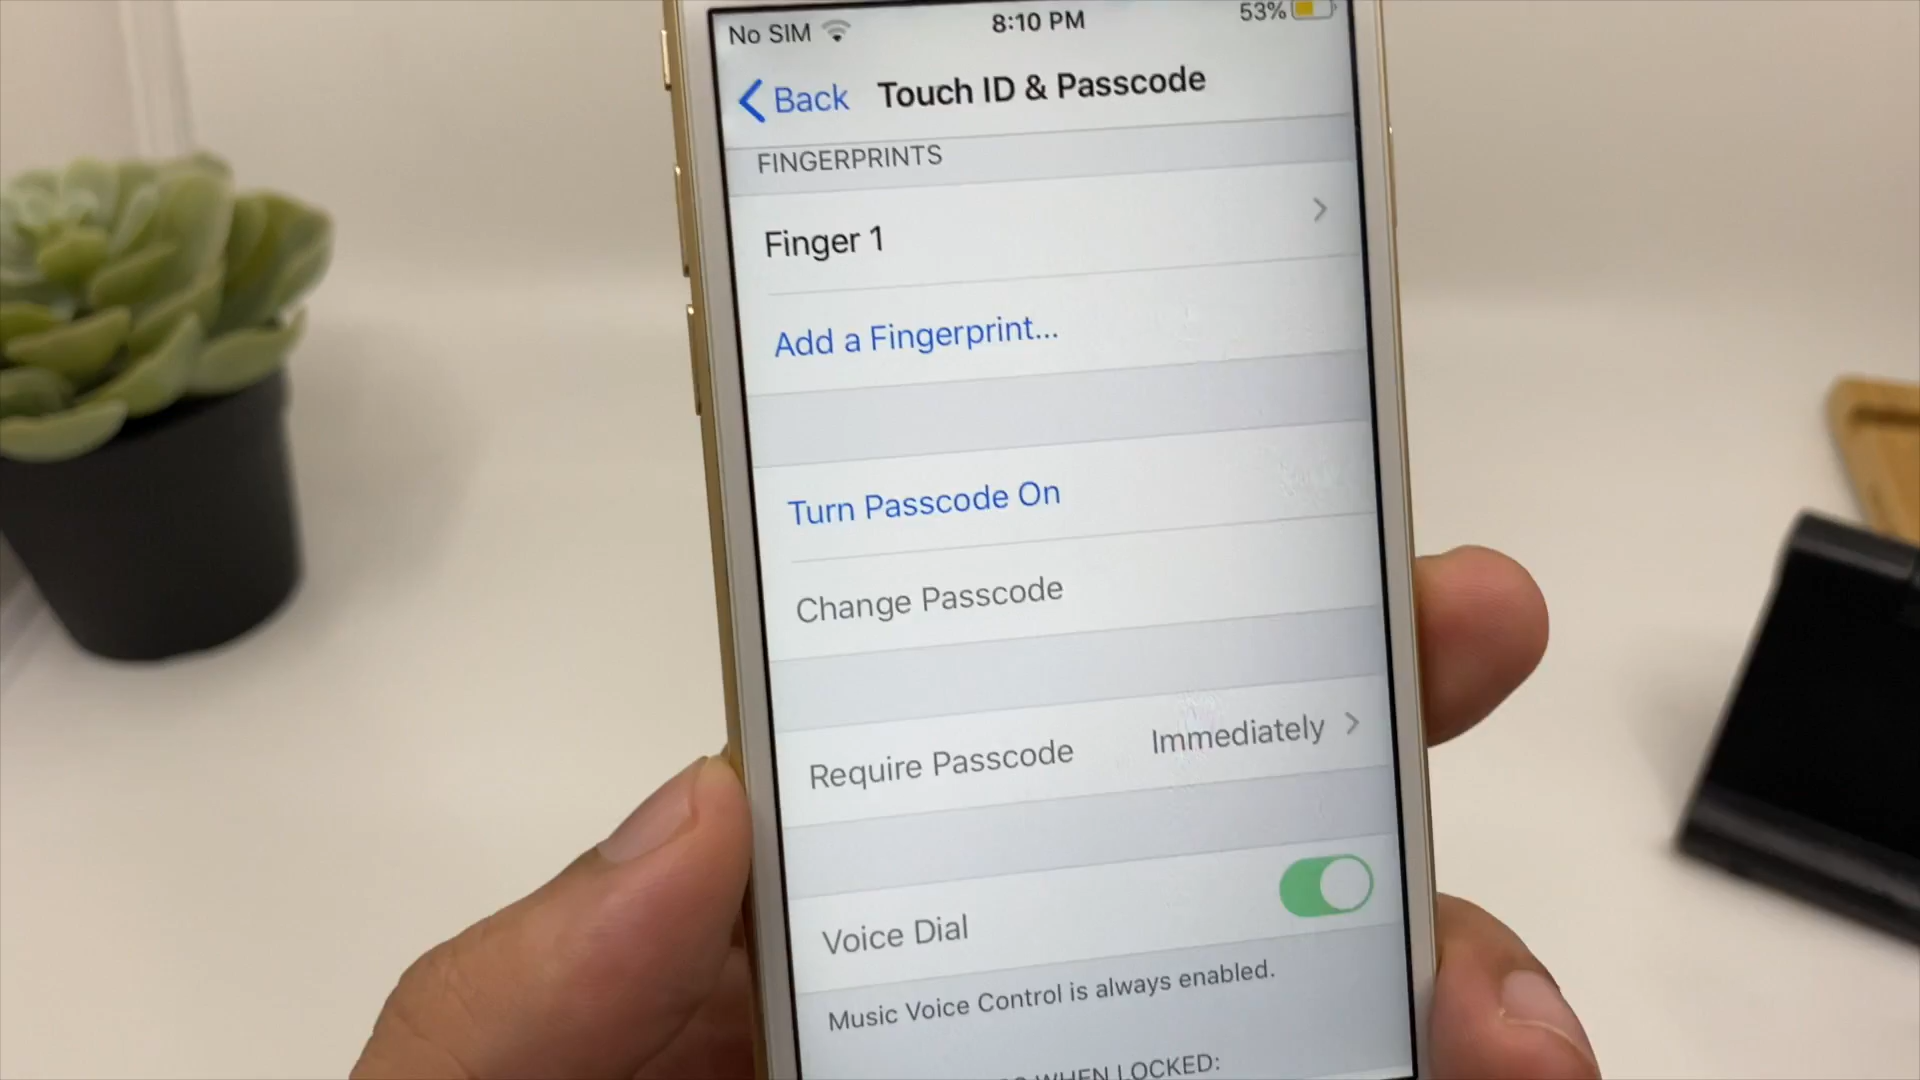 No SIM 8:10 PM 53%
Back Touch ID & Passcode
FINGERPRINTS
Finger 1
Add a Fingerprint...
Turn Passcode On
Change Passcode
Require Passcode Immediately
Voice Dial
Music Voice Control is always enabled.
WHEN LOCKED: